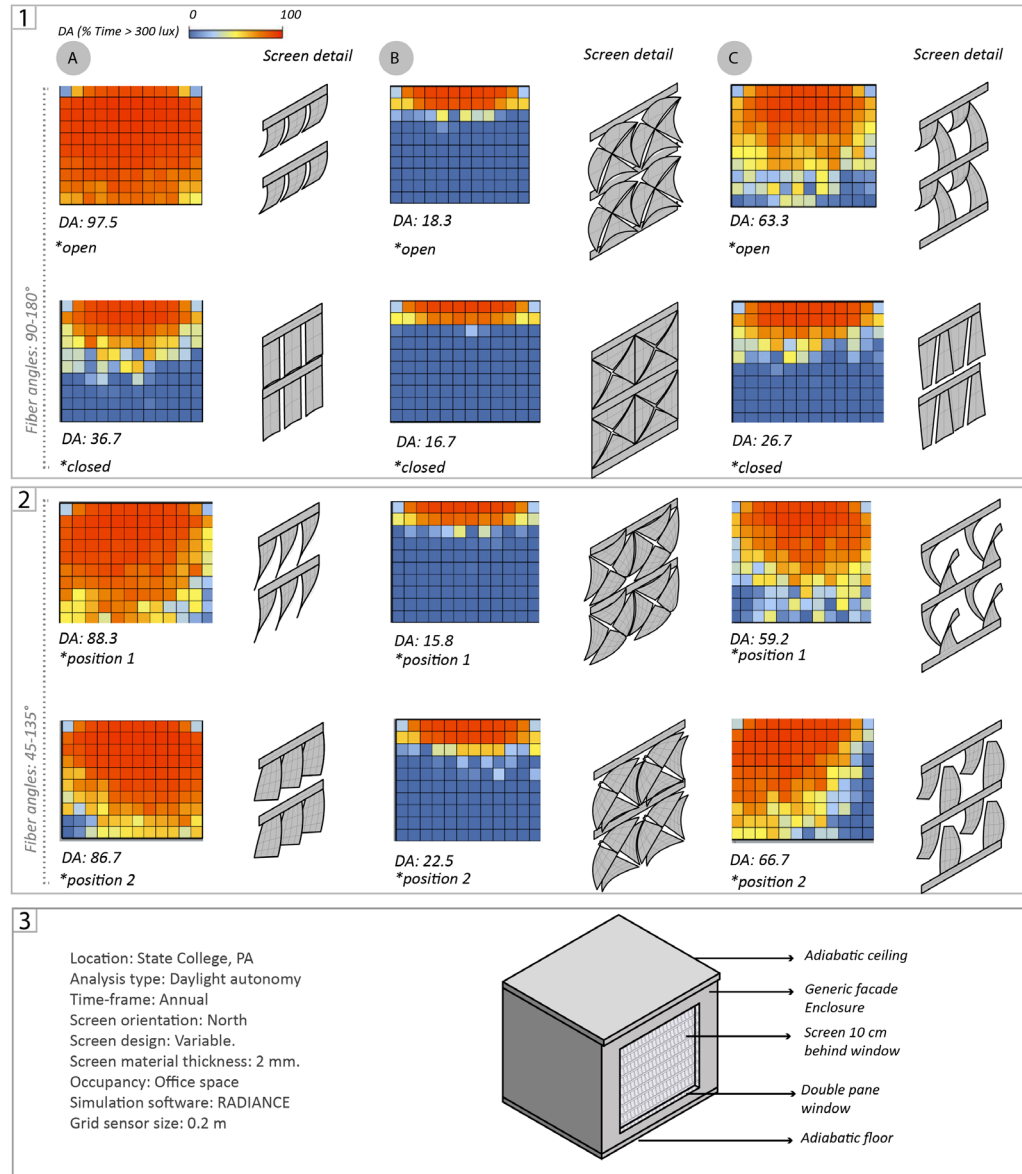 1
0
100
DA (% Time > 300 lux)
A
Screen detail
B
Screen detail
C
Screen detail
Fiber angles: 90-180°
DA: 97.5
*open
DA: 18.3
*open
DA: 63.3
*open
DA: 36.7
*closed
DA: 16.7
*closed
DA: 26.7
*closed
2
Fiber angles: 45-135°
DA: 88.3
*position 1
DA: 15.8
*position 1
DA: 59.2
*position 1
DA: 86.7
*position 2
DA: 22.5
*position 2
DA: 66.7
*position 2
3
Location: State College, PA
Analysis type: Daylight autonomy
Time-frame: Annual
Screen orientation: North
Screen design: Variable.
Screen material thickness: 2 mm.
Occupancy: Office space
Simulation software: RADIANCE
Grid sensor size: 0.2 m
Adiabatic ceiling
Generic facade
Enclosure
Screen 10 cm
behind window
Double pane
window
Adiabatic floor